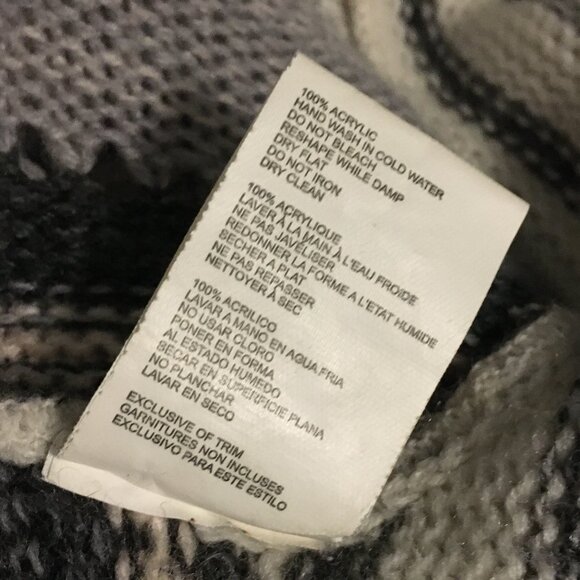 100% ACRYLIC
HAND WASH IN COLD WATER
DO NOT BLEACH
RESHAPE WHILE DAMP
DRY FLAT
DO NOT IRON
DRY CLEAN
100% ACRYLIQUE
LAVER À LA MAIN À L'EAU FROIDE
NE PAS JAVÉLISER
REDONNER LA FORME A L'ETAT HUMIDE
SECHER A PLAT
NE PAS REPASSER
NETTOYER À SEC
100% ACRILICO
LAVAR A MANO EN AGUA FRIA
NO USAR CLORO
PONER EN FORMA
AL ESTADO HUMEDO
SECAR EN SUPERFICIE PLANA
NO PLANCHAR
LAVAR EN SECO
EXCLUSIVE OF TRIM
GARNITURES NON INCLUSES
EXCLUSIVO PARA ESTE ESTILO